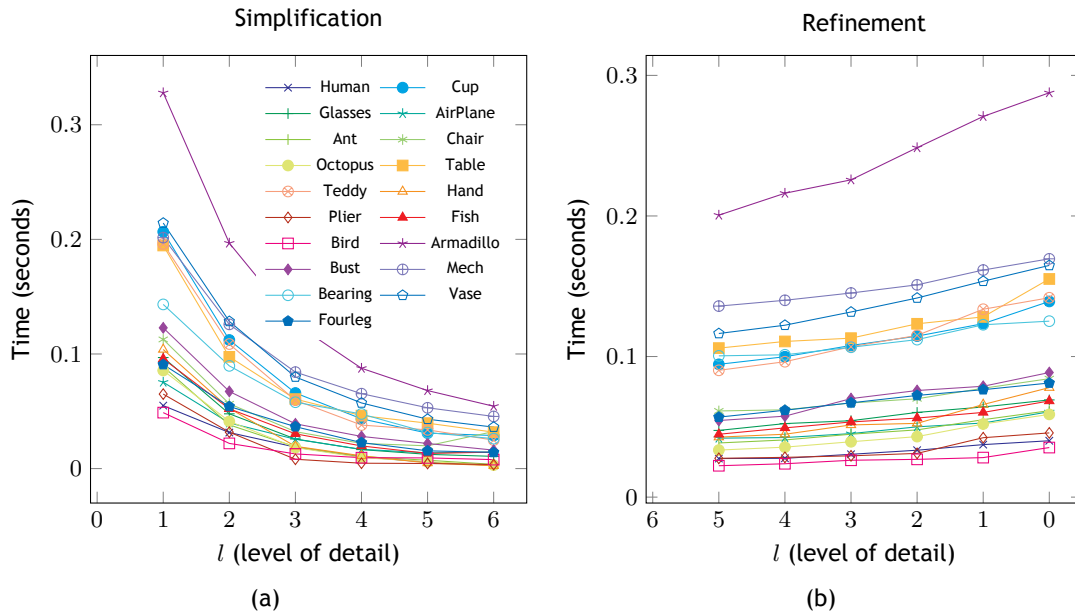 Simplification
0.3
0.2
0.1
0
Time (seconds)
Human
Glasses
Ant
Octopus
Teddy
Plier
Bird
Bust
Bearing
Fourleg
Cup
AirPlane
Chair
Table
Hand
Fish
Armadillo
Mech
Vase
0 1 2 3 4 5 6
l (level of detail)
(a)
Refinement
0.3
0.2
0.1
0
Time (seconds)
6 5 4 3 2 1 0
l (level of detail)
(b)